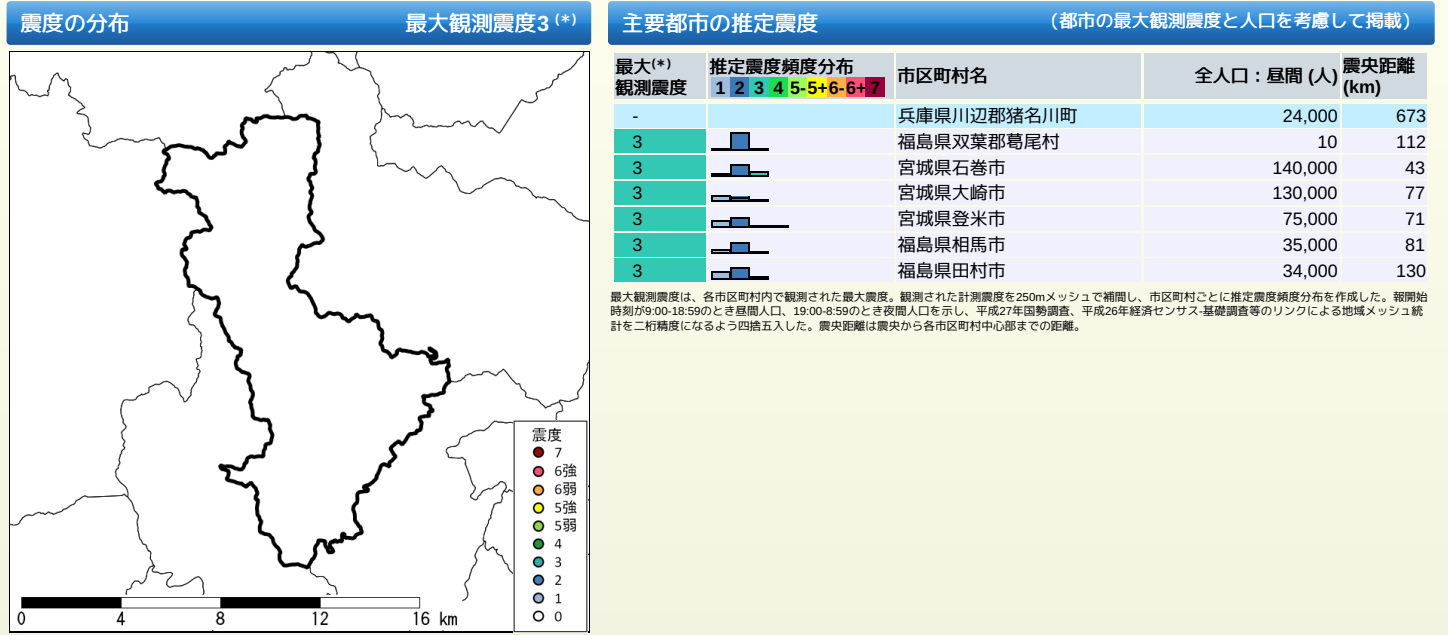 震度の分布 最大観測震度3 (*)
震度
7
6強
6弱
5強
5弱
4
3
2
1
0
0 4 8 12 16 km
主要都市の推定震度 （都市の最大観測震度と人口を考慮して掲載）
最大(*) 観測震度 推定震度頻度分布 市区町村名 全人口：昼間 (人) 震央距離 (km)
1 2 3 4 5- 5+ 6- 6+ 7
- 兵庫県川辺郡猪名川町 24,000 673
3 福島県双葉郡葛尾村 10 112
3 宮城県石巻市 140,000 43
3 宮城県大崎市 130,000 77
3 宮城県登米市 75,000 71
3 福島県相馬市 35,000 81
3 福島県田村市 34,000 130
最大観測震度は、各市区町村内で観測された最大震度。観測された計測震度を250mメッシュで補間し、市区町村ごとに推定震度頻度分布を作成した。報開始
時刻が9:00-18:59のとき昼間人口、19:00-8:59のとき夜間人口を示し、平成27年国勢調査、平成26年経済センサス-基礎調査等のリンクによる地域メッシュ統
計を二桁精度になるよう四捨五入した。震央距離は震央から各市区町村中心部までの距離。